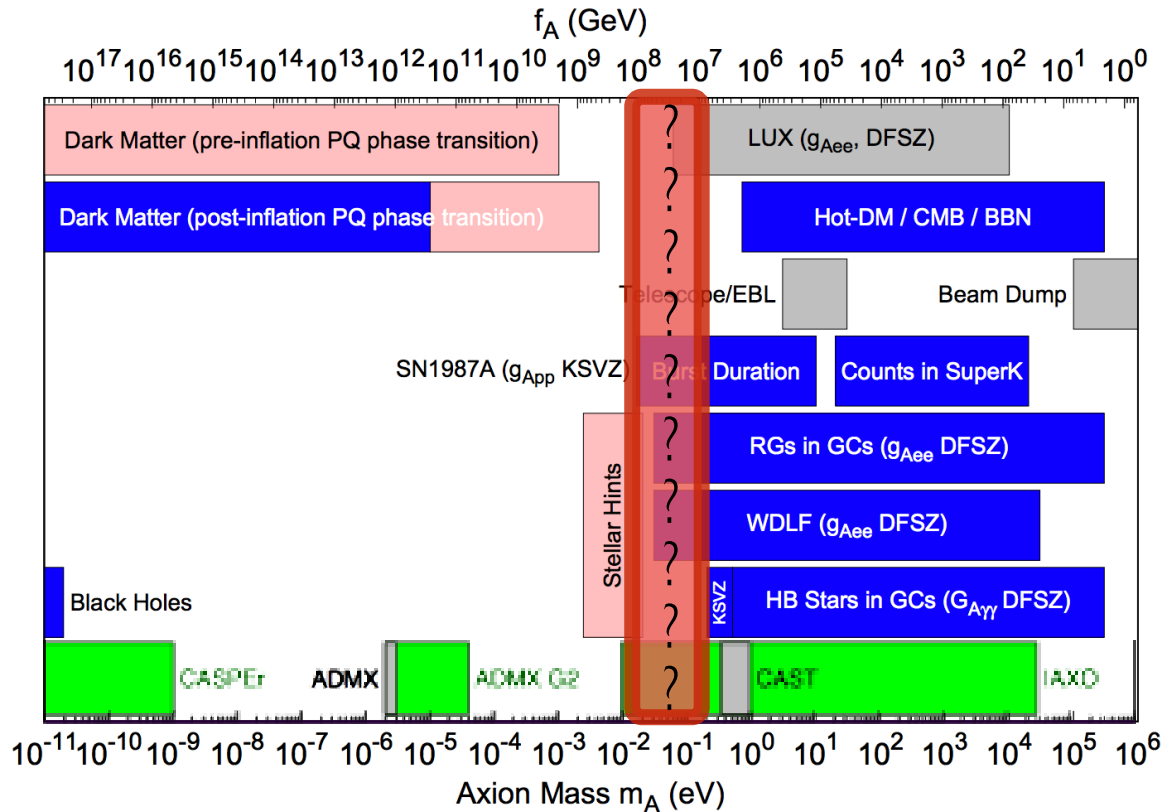 f_A (GeV)
10^17 10^16 10^15 10^14 10^13 10^12 10^11 10^10 10^9 10^8 10^7 10^6 10^5 10^4 10^3 10^2 10^1 10^0
Dark Matter (pre-inflation PQ phase transition)
LUX (g_Aee, DFSZ)
Dark Matter (post-inflation PQ phase transition)
Hot-DM / CMB / BBN
Telescope/EBL
Beam Dump
SN1987A (g_App KSVZ)
Burst Duration
Counts in SuperK
RGs in GCs (g_Aee DFSZ)
Stellar Hints
WDLF (g_Aee DFSZ)
Black Holes
KSVZ
HB Stars in GCs (G_Aγγ DFSZ)
CASPEr
ADMX
ADMX G2
CAST
IAXO
? ? ? ? ? ? ? ?
10^-11 10^-10 10^-9 10^-8 10^-7 10^-6 10^-5 10^-4 10^-3 10^-2 10^-1 10^0 10^1 10^2 10^3 10^4 10^5 10^6
Axion Mass m_A (eV)